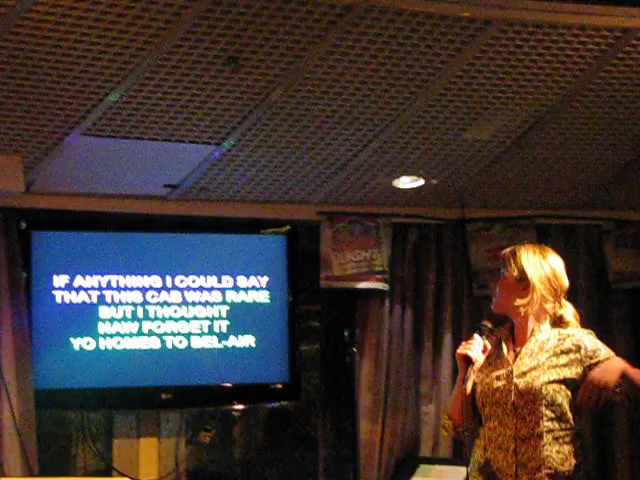 IF ANYTHING I COULD SAY
THAT THIS CAB WAS RARE
BUT I THOUGHT
NAW FORGET IT
YO HOMES TO BEL-AIR
LIGHT